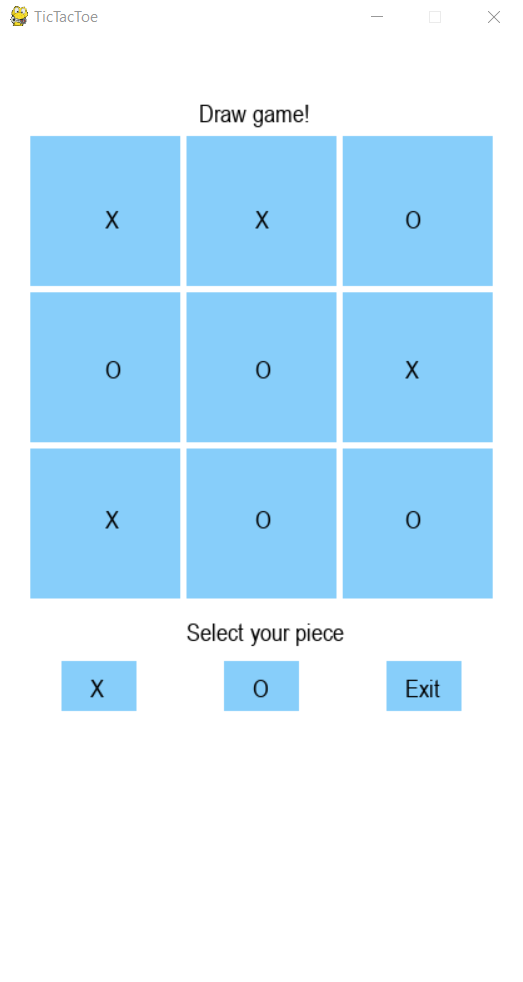 TicTacToe
Draw game!
X X O
O O X
X O O
Select your piece
X O Exit